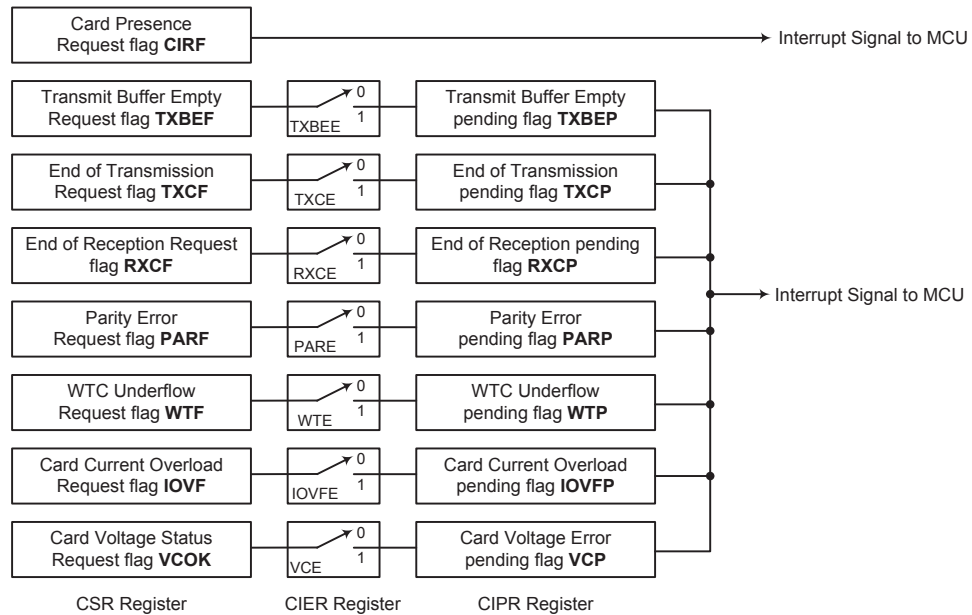 Card Presence
Request flag CIRF
Interrupt Signal to MCU
Transmit Buffer Empty
Request flag TXBEF
0
1
TXBEE
Transmit Buffer Empty
pending flag TXBEP
End of Transmission
Request flag TXCF
0
1
TXCE
End of Transmission
pending flag TXCP
End of Reception Request
flag RXCF
0
1
RXCE
End of Reception pending
flag RXCP
Interrupt Signal to MCU
Parity Error
Request flag PARF
0
1
PARE
Parity Error
pending flag PARP
WTC Underflow
Request flag WTF
0
1
WTE
WTC Underflow
pending flag WTP
Card Current Overload
Request flag IOVF
0
1
IOVFE
Card Current Overload
pending flag IOVFP
Card Voltage Status
Request flag VCOK
0
1
VCE
Card Voltage Error
pending flag VCP
CSR Register
CIER Register
CIPR Register